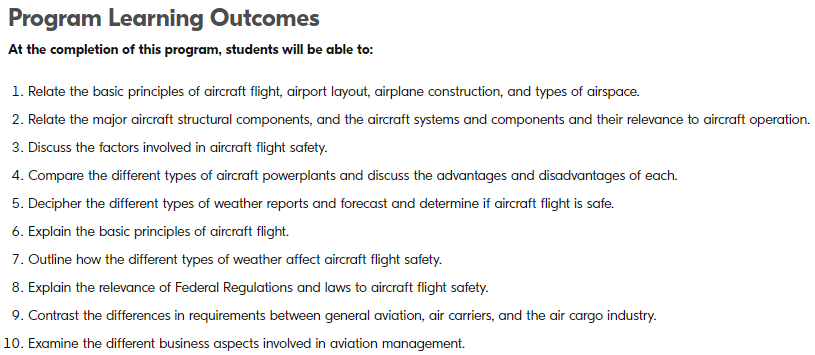 Program Learning Outcomes
At the completion of this program, students will be able to:
1. Relate the basic principles of aircraft flight, airport layout, airplane construction, and types of airspace.
2. Relate the major aircraft structural components, and the aircraft systems and components and their relevance to aircraft operation.
3. Discuss the factors involved in aircraft flight safety.
4. Compare the different types of aircraft powerplants and discuss the advantages and disadvantages of each.
5. Decipher the different types of weather reports and forecast and determine if aircraft flight is safe.
6. Explain the basic principles of aircraft flight.
7. Outline how the different types of weather affect aircraft flight safety.
8. Explain the relevance of Federal Regulations and laws to aircraft flight safety.
9. Contrast the differences in requirements between general aviation, air carriers, and the air cargo industry.
10. Examine the different business aspects involved in aviation management.